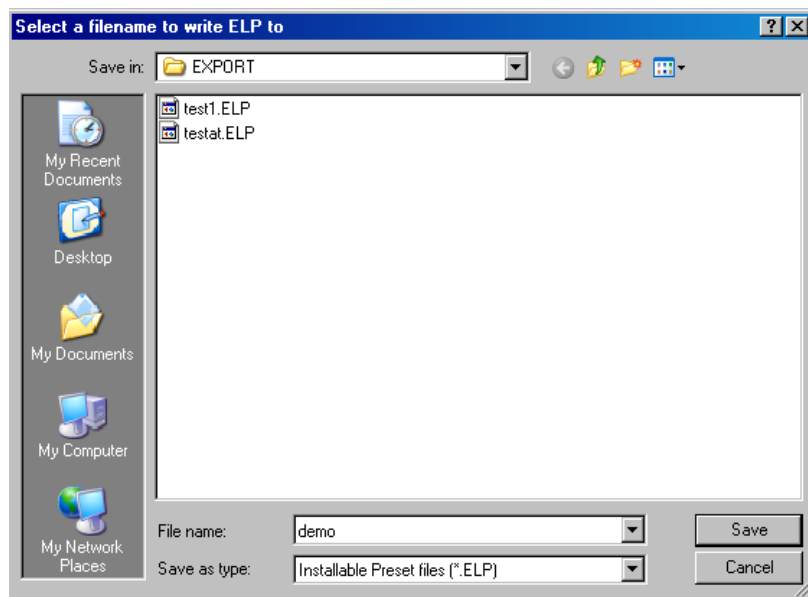 Select a filename to write ELP to
Save in:
EXPORT
test1.ELP
testat.ELP
My Recent
Documents
Desktop
My Documents
My Computer
My Network
Places
File name:
demo
Save
Save as type:
Installable Preset files (*.ELP)
Cancel